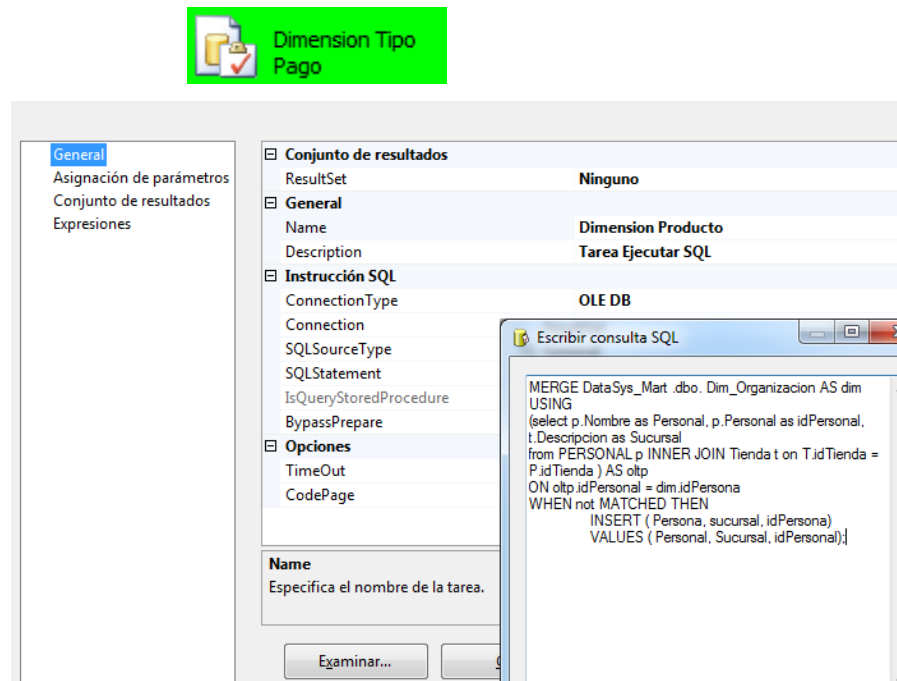 Dimension Tipo
Pago
General
Asignación de parámetros
Conjunto de resultados
Expresiones
Conjunto de resultados
ResultSet Ninguno
General
Name Dimension Producto
Description Tarea Ejecutar SQL
Instrucción SQL
ConnectionType OLE DB
Connection
SQLSourceType
SQLStatement
IsQueryStoredProcedure
BypassPrepare
Opciones
TimeOut
CodePage
Name
Especifica el nombre de la tarea.
Examinar...
Escribir consulta SQL
MERGE DataSys_Mart .dbo. Dim_Organizacion AS dim
USING
(select p.Nombre as Personal, p.Personal as idPersonal,
t.Descripcion as Sucursal
from PERSONAL p INNER JOIN Tienda t on T.idTienda =
P.idTienda ) AS oltp
ON oltp.idPersonal = dim.idPersona
WHEN not MATCHED THEN
INSERT ( Persona, sucursal, idPersona)
VALUES ( Personal, Sucursal, idPersonal);